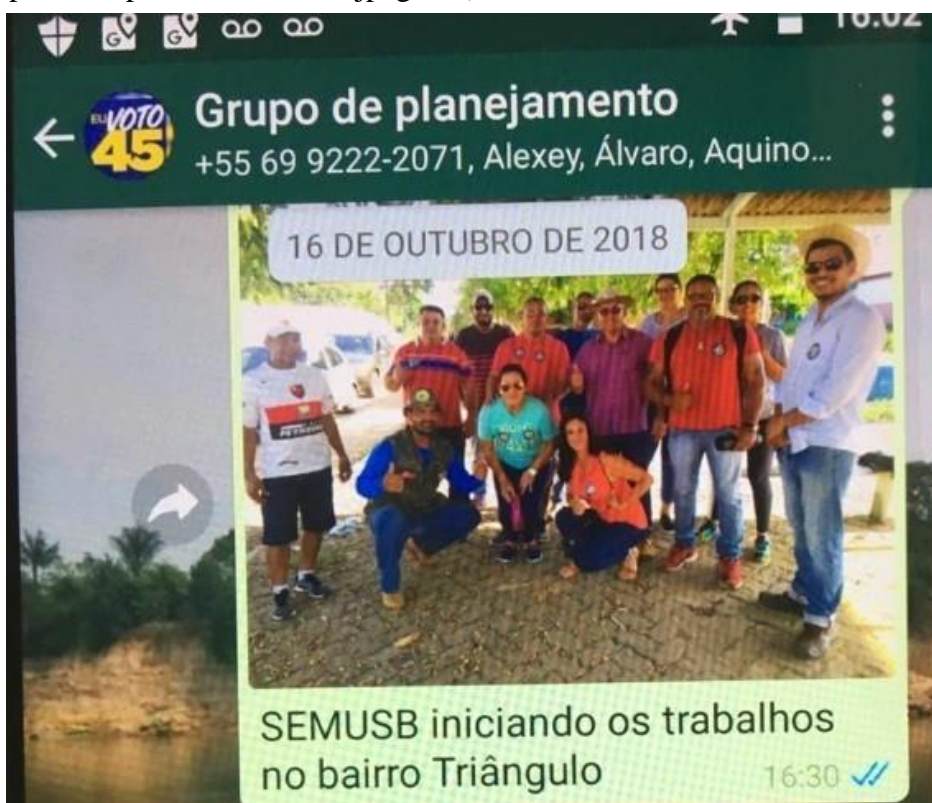 16:02
EU VOTO
45
Grupo de planejamento
+55 69 9222-2071, Alexey, Álvaro, Aquino...
16 DE OUTUBRO DE 2018
SEMUSB iniciando os trabalhos
no bairro Triângulo
16:30